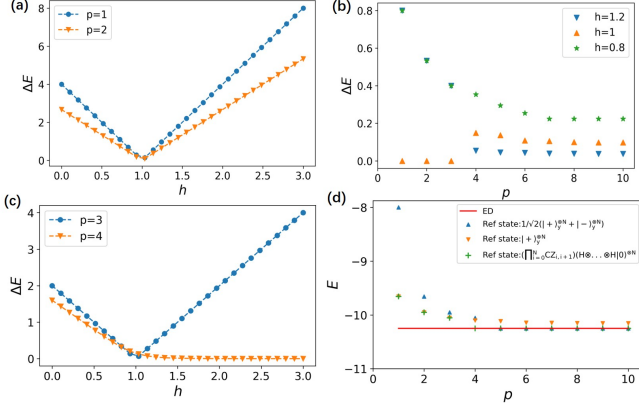 (a)
8
6
4
2
0
ΔE
0.0 0.5 1.0 1.5 2.0 2.5 3.0
h
p=1
p=2
(b)
0.8
0.6
0.4
0.2
0.0
ΔE
0 2 4 6 8 10
p
h=1.2
h=1
h=0.8
(c)
4
3
2
1
0
ΔE
0.0 0.5 1.0 1.5 2.0 2.5 3.0
h
p=3
p=4
(d)
−8
−9
−10
−11
E
0 2 4 6 8 10
p
ED
Ref state:1/√2(|+⟩_y^⊗N+|−⟩_y^⊗N)
Ref state:|+⟩_y^⊗N
Ref state:(∏_{i=0}^N CZ_{i,i+1})(H⊗...⊗H|0⟩^⊗N